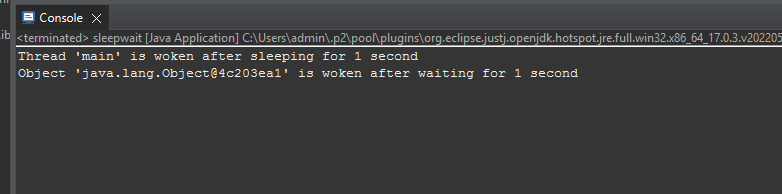 Console
<terminated> sleepwait [Java Application] C:\Users\admin\.p2\pool\plugins\org.eclipse.justj.openjdk.hotspot.jre.full.win32.x86_64_17.0.3.v202205
Thread 'main' is woken after sleeping for 1 second
Object 'java.lang.Object@4c203ea1' is woken after waiting for 1 second